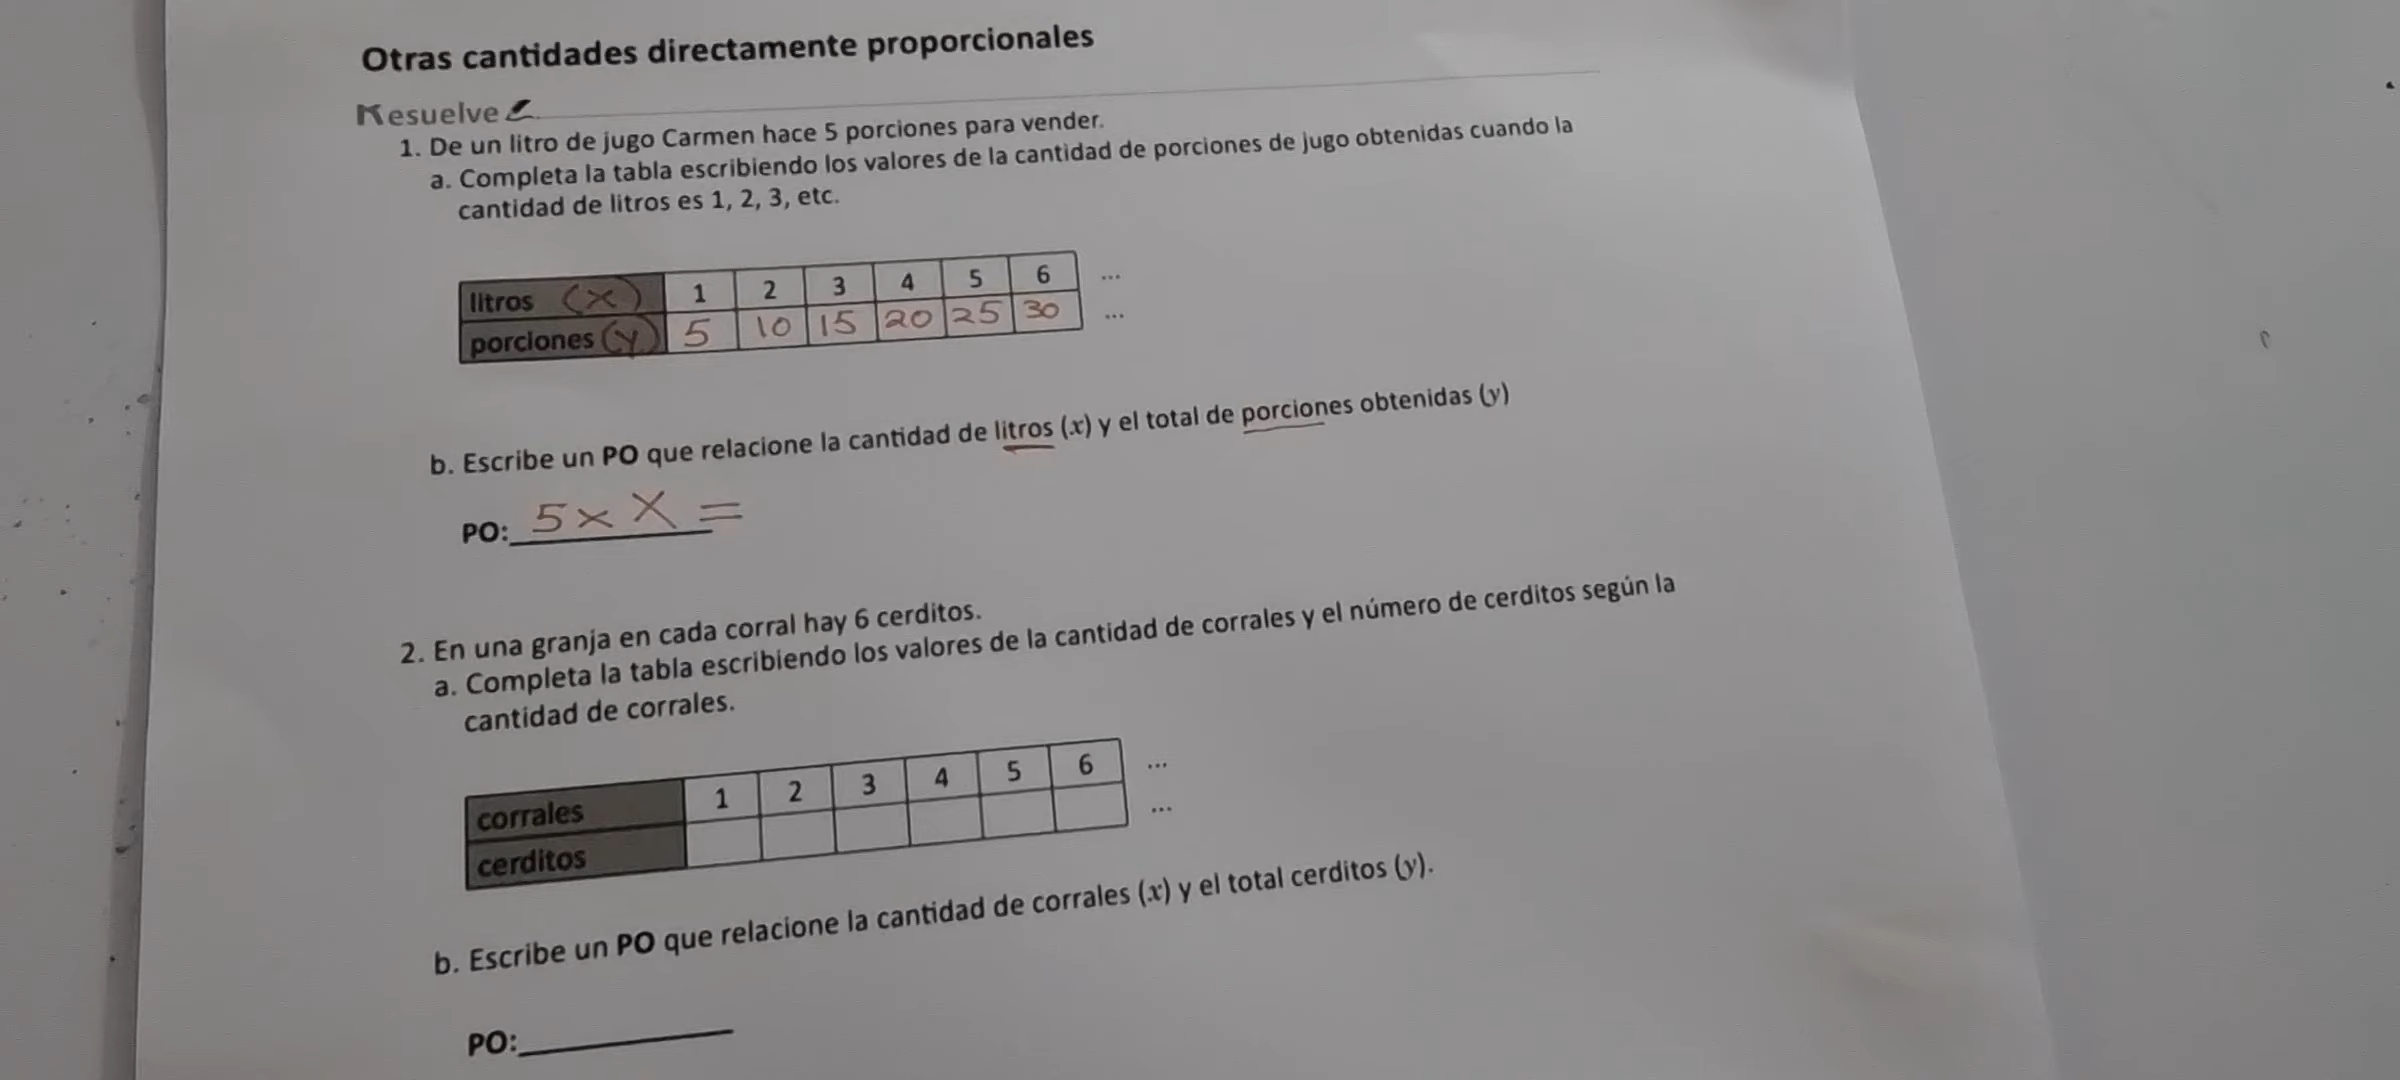 Otras cantidades directamente proporcionales
Resuelve
1. De un litro de jugo Carmen hace 5 porciones para vender.
a. Completa la tabla escribiendo los valores de la cantidad de porciones de jugo obtenidas cuando la
cantidad de litros es 1, 2, 3, etc.
litros (x) 1 2 3 4 5 6 ...
porciones (y) 5 10 15 20 25 30 ...
b. Escribe un PO que relacione la cantidad de litros (x) y el total de porciones obtenidas (y)
PO: 5 × X =
2. En una granja en cada corral hay 6 cerditos.
a. Completa la tabla escribiendo los valores de la cantidad de corrales y el número de cerditos según la
cantidad de corrales.
corrales 1 2 3 4 5 6 ...
cerditos ...
b. Escribe un PO que relacione la cantidad de corrales (x) y el total cerditos (y).
PO: